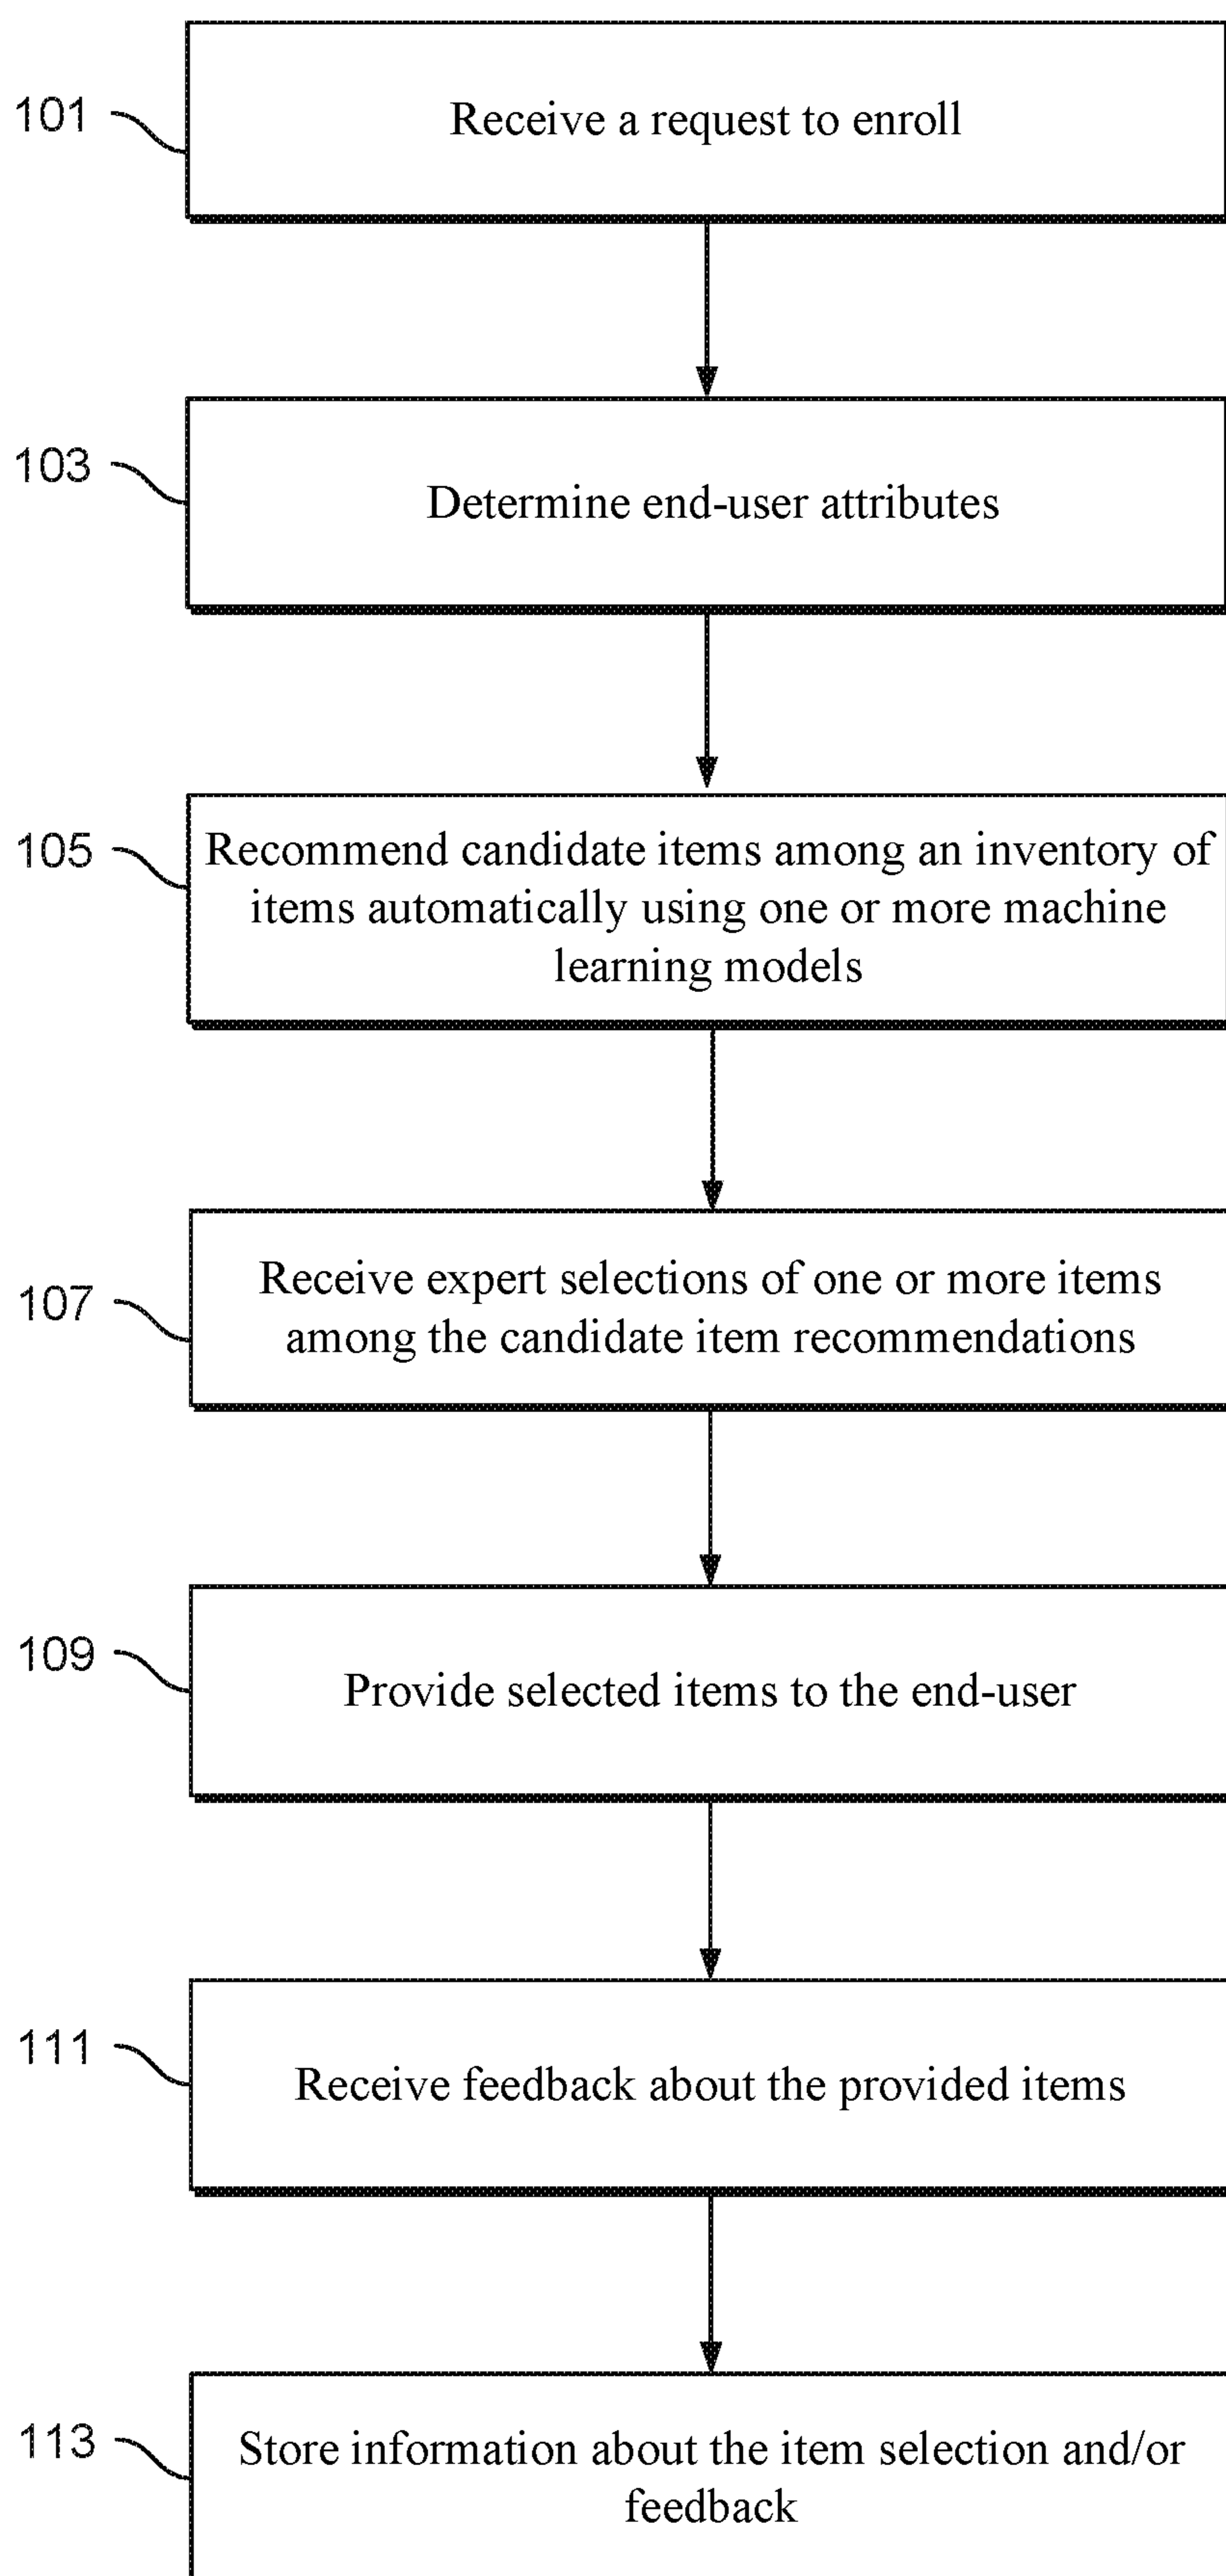 101
Receive a request to enroll
103
Determine end-user attributes
105
Recommend candidate items among an inventory of
items automatically using one or more machine
learning models
107
Receive expert selections of one or more items
among the candidate item recommendations
109
Provide selected items to the end-user
111
Receive feedback about the provided items
113
Store information about the item selection and/or
feedback